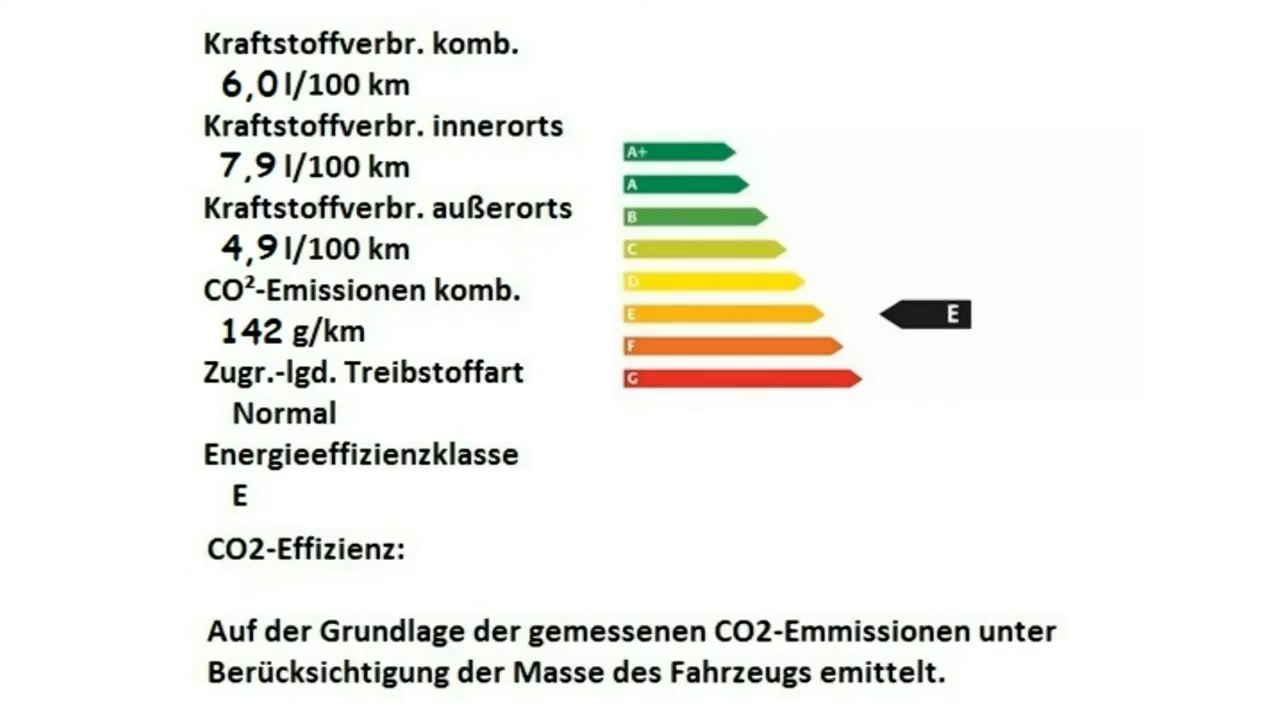 Kraftstoffverbr. komb.
6,0 l/100 km
Kraftstoffverbr. innerorts
7,9 l/100 km
Kraftstoffverbr. außerorts
4,9 l/100 km
CO²-Emissionen komb.
142 g/km
Zugr.-lgd. Treibstoffart
Normal
Energieeffizienzklasse
E
A+
A
B
C
D
E
E
F
G
CO2-Effizienz:
Auf der Grundlage der gemessenen CO2-Emmissionen unter
Berücksichtigung der Masse des Fahrzeugs emittelt.